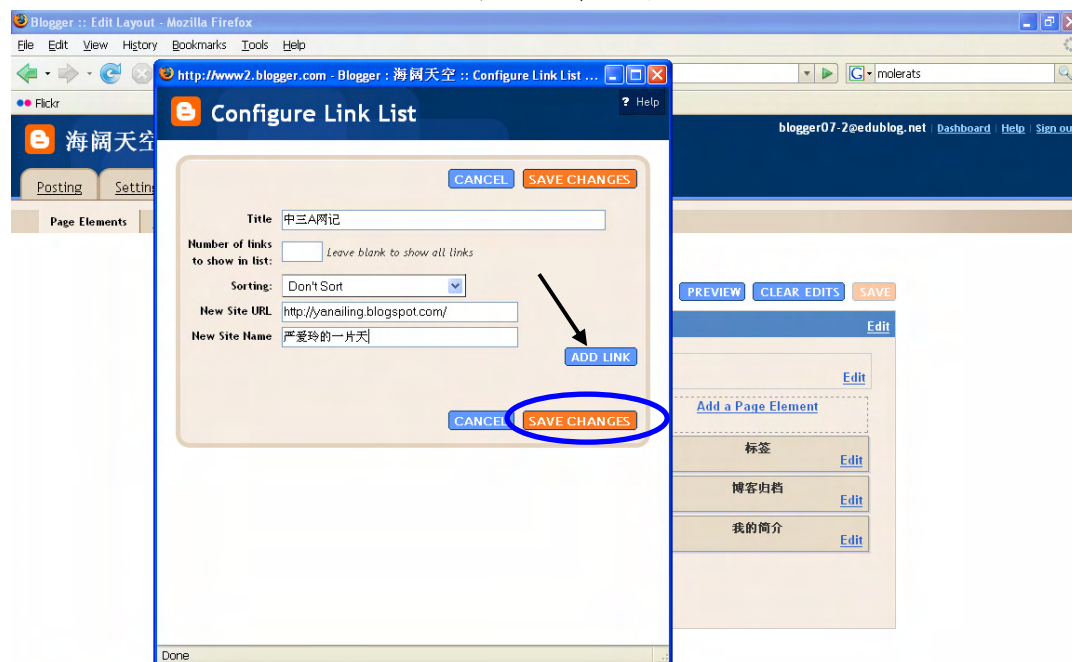 Blogger :: Edit Layout - Mozilla Firefox
File Edit View History Bookmarks Tools Help
G molerats
Flickr
http://www2.blogger.com - Blogger : 海阔天空 :: Configure Link List ...
Configure Link List
? Help
海阔天空
blogger07-2@edublog.net | Dashboard | Help | Sign ou
Posting Settin
Page Elements
CANCEL SAVE CHANGES
Title 中三A网记
Number of links
to show in list: Leave blank to show all links
Sorting: Don't Sort
New Site URL http://yanailing.blogspot.com/
New Site Name 严爱玲的一片天
ADD LINK
CANCEL SAVE CHANGES
PREVIEW CLEAR EDITS SAVE
Edit
Edit
Add a Page Element
标签
Edit
博客归档
Edit
我的简介
Edit
Done